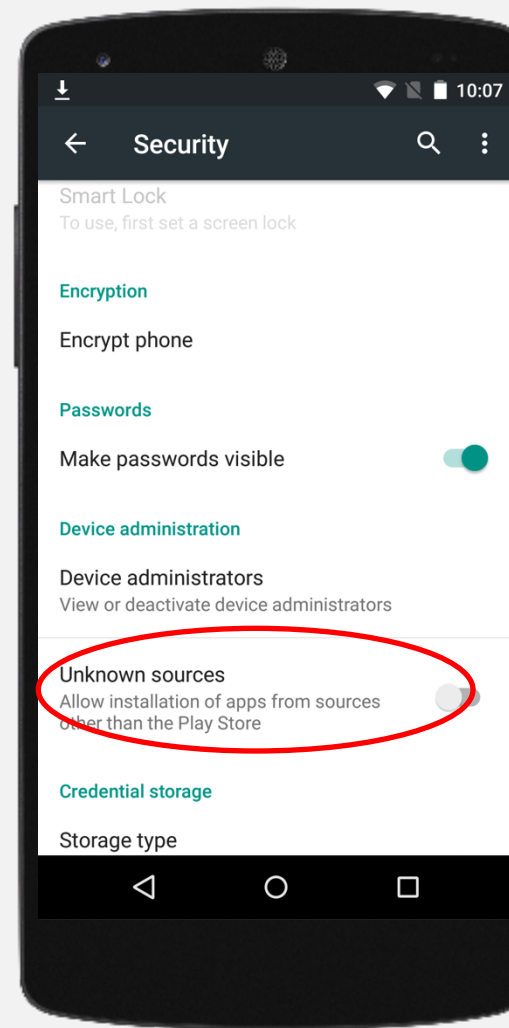 10:07
Security
Smart Lock
To use, first set a screen lock
Encryption
Encrypt phone
Passwords
Make passwords visible
Device administration
Device administrators
View or deactivate device administrators
Unknown sources
Allow installation of apps from sources
other than the Play Store
Credential storage
Storage type